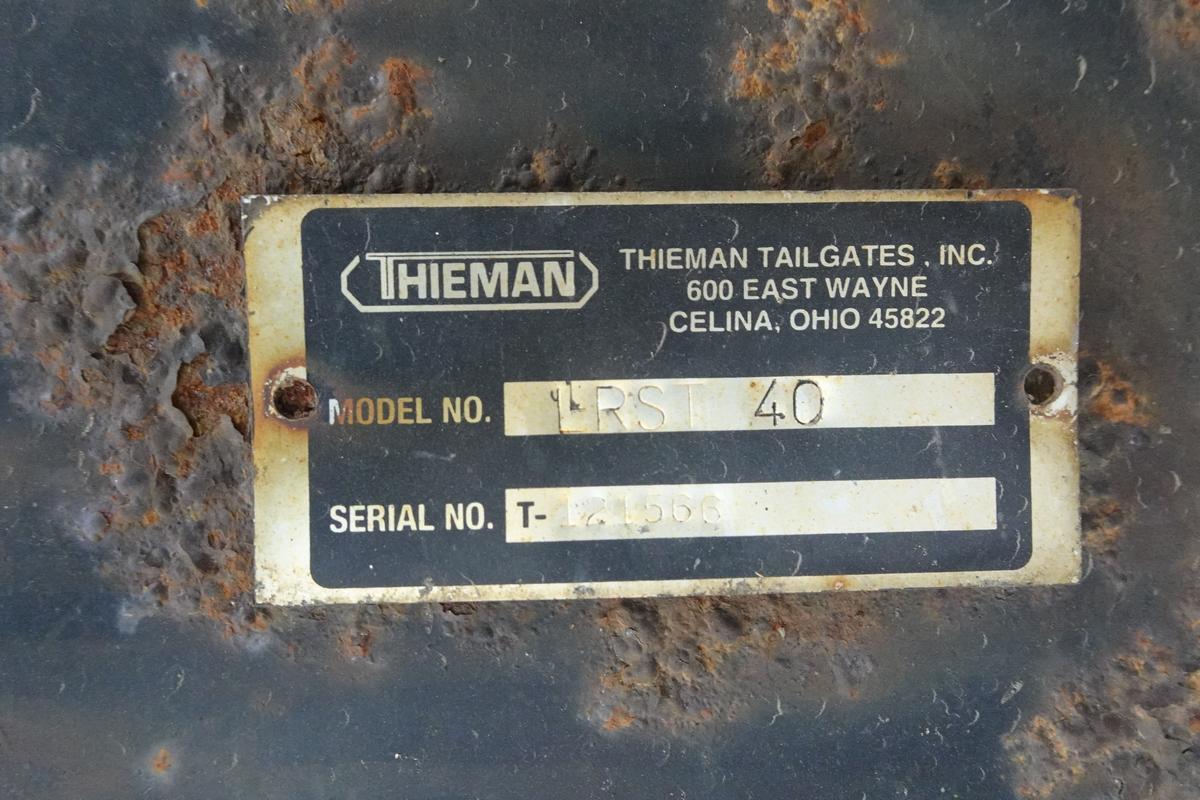 THIEMAN
THIEMAN TAILGATES, INC.
600 EAST WAYNE
CELINA, OHIO 45822
MODEL NO. LRST 40
SERIAL NO. T- 121566